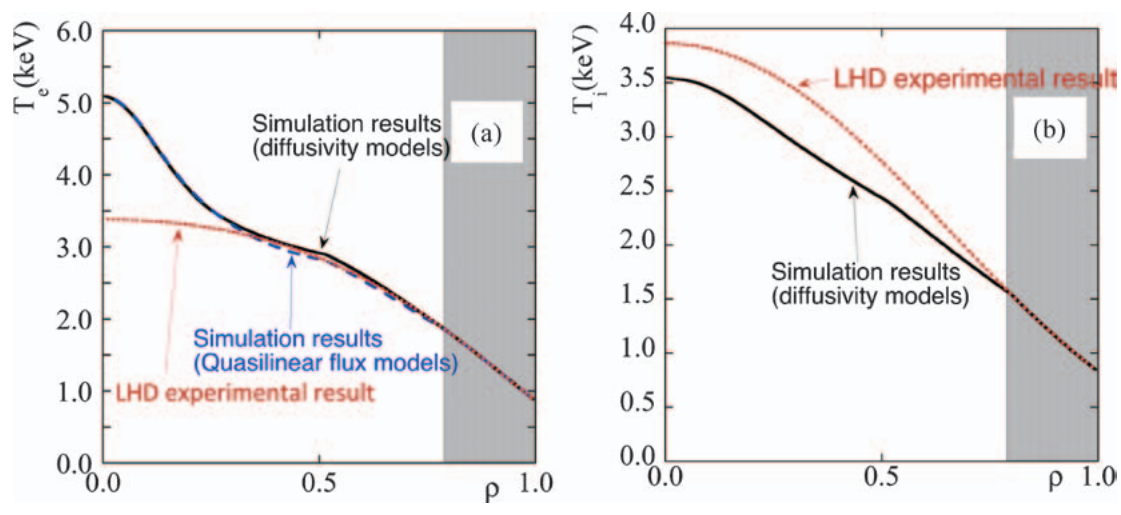 T_e(keV)
6.0
5.0
4.0
3.0
2.0
1.0
0.0
0.0
0.5
ρ
1.0
(a)
Simulation results
(diffusivity models)
Simulation results
(Quasilinear flux models)
LHD experimental result
T_i(keV)
4.0
3.5
3.0
2.5
2.0
1.5
1.0
0.5
0.0
0.0
0.5
ρ
1.0
LHD experimental result
(b)
Simulation results
(diffusivity models)